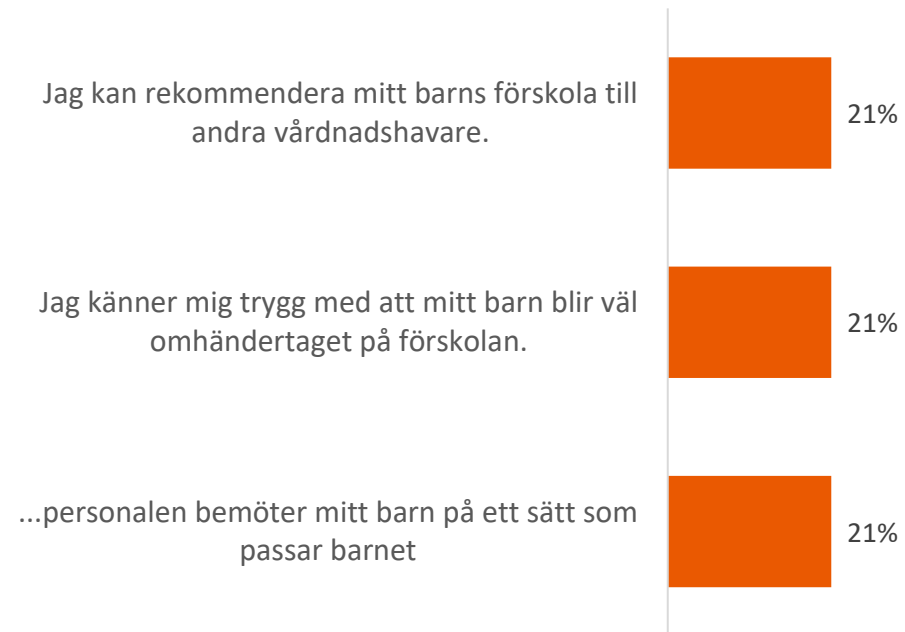 Jag kan rekommendera mitt barns förskola till
andra vårdnadshavare.
21%
Jag känner mig trygg med att mitt barn blir väl
omhändertaget på förskolan.
21%
...personalen bemöter mitt barn på ett sätt som
passar barnet
21%